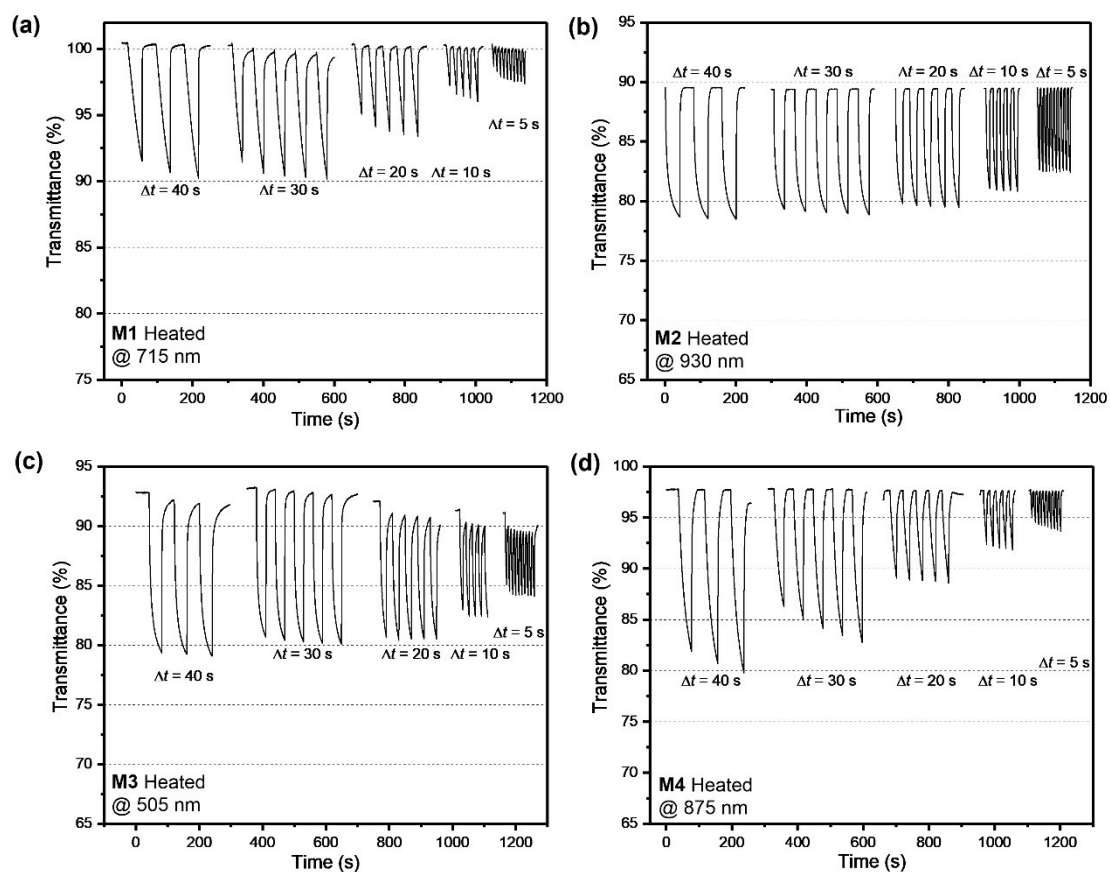 (a)
100
95
90
85
80
75
Transmittance (%)
Δt = 40 s
Δt = 30 s
Δt = 20 s
Δt = 10 s
Δt = 5 s
M1 Heated
@ 715 nm
0 200 400 600 800 1000 1200
Time (s)
(b)
95
90
85
80
75
70
65
Transmittance (%)
Δt = 40 s
Δt = 30 s
Δt = 20 s
Δt = 10 s
Δt = 5 s
M2 Heated
@ 930 nm
0 200 400 600 800 1000 1200
Time (s)
(c)
95
90
85
80
75
70
65
Transmittance (%)
Δt = 40 s
Δt = 30 s
Δt = 20 s
Δt = 10 s
Δt = 5 s
M3 Heated
@ 505 nm
0 200 400 600 800 1000 1200
Time (s)
(d)
100
95
90
85
80
75
70
65
Transmittance (%)
Δt = 40 s
Δt = 30 s
Δt = 20 s
Δt = 10 s
Δt = 5 s
M4 Heated
@ 875 nm
0 200 400 600 800 1000 1200
Time (s)